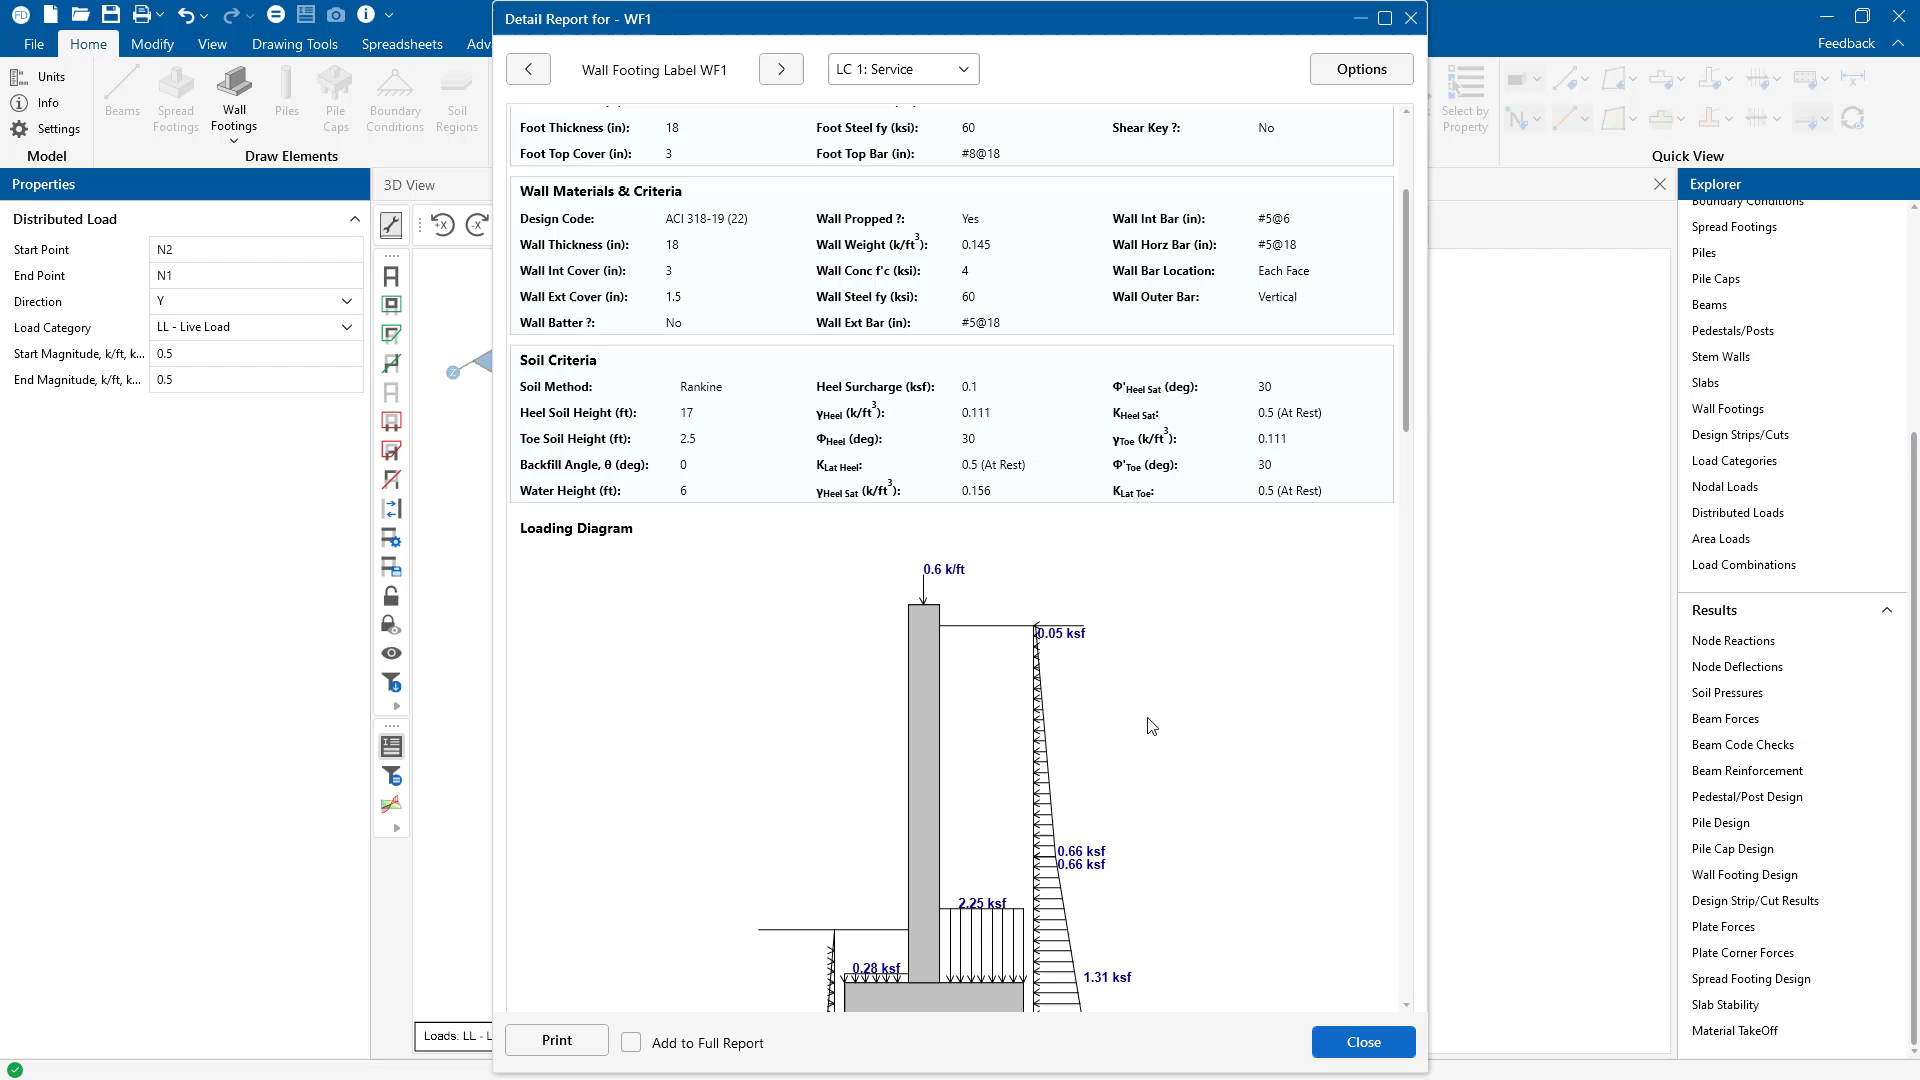 FD
Detail Report for - WF1
File
Home
Modify
View
Drawing Tools
Spreadsheets
Feedback
Units
Info
Settings
Model
Beams
Spread Footings
Wall Footings
Piles
Pile Caps
Boundary Conditions
Soil Regions
Draw Elements
Wall Footing Label WF1
LC 1: Service
Options
Select by Property
Quick View
Properties
3D View
Explorer
Distributed Load
Start Point N2
End Point N1
Direction Y
Load Category LL - Live Load
Start Magnitude, k/ft, k... 0.5
End Magnitude, k/ft, k... 0.5
Foot Thickness (in): 18 Foot Steel fy (ksi): 60 Shear Key ?: No
Foot Top Cover (in): 3 Foot Top Bar (in): #8@18
Wall Materials & Criteria
Design Code: ACI 318-19 (22) Wall Propped ?: Yes Wall Int Bar (in): #5@6
Wall Thickness (in): 18 Wall Weight (k/ft³): 0.145 Wall Horz Bar (in): #5@18
Wall Int Cover (in): 3 Wall Conc f'c (ksi): 4 Wall Bar Location: Each Face
Wall Ext Cover (in): 1.5 Wall Steel fy (ksi): 60 Wall Outer Bar: Vertical
Wall Batter ?: No Wall Ext Bar (in): #5@18
Soil Criteria
Soil Method: Rankine Heel Surcharge (ksf): 0.1 Φ'Heel Sat (deg): 30
Heel Soil Height (ft): 17 γHeel (k/ft³): 0.111 KHeel Sat: 0.5 (At Rest)
Toe Soil Height (ft): 2.5 ΦHeel (deg): 30 γToe (k/ft³): 0.111
Backfill Angle, θ (deg): 0 KLat Heel: 0.5 (At Rest) Φ'Toe (deg): 30
Water Height (ft): 6 γHeel Sat (k/ft³): 0.156 KLat Toe: 0.5 (At Rest)
Loading Diagram
0.6 k/ft
0.05 ksf
0.66 ksf
0.66 ksf
2.25 ksf
0.28 ksf
1.31 ksf
Z
Loads: LL - L
Print
Add to Full Report
Close
Spread Footings
Piles
Pile Caps
Beams
Pedestals/Posts
Stem Walls
Slabs
Wall Footings
Design Strips/Cuts
Load Categories
Nodal Loads
Distributed Loads
Area Loads
Load Combinations
Results
Node Reactions
Node Deflections
Soil Pressures
Beam Forces
Beam Code Checks
Beam Reinforcement
Pedestal/Post Design
Pile Design
Pile Cap Design
Wall Footing Design
Design Strip/Cut Results
Plate Forces
Plate Corner Forces
Spread Footing Design
Slab Stability
Material TakeOff